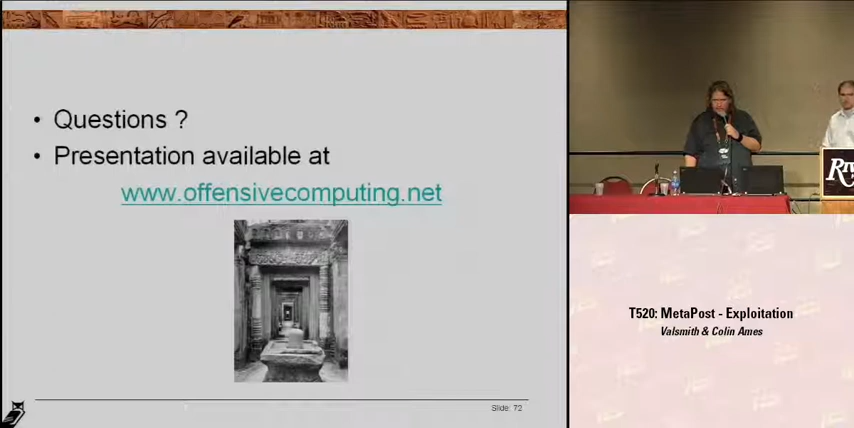 • Questions ?
• Presentation available at
www.offensivecomputing.net
Slide: 72
T520: MetaPost - Exploitation
Valsmith & Colin Ames